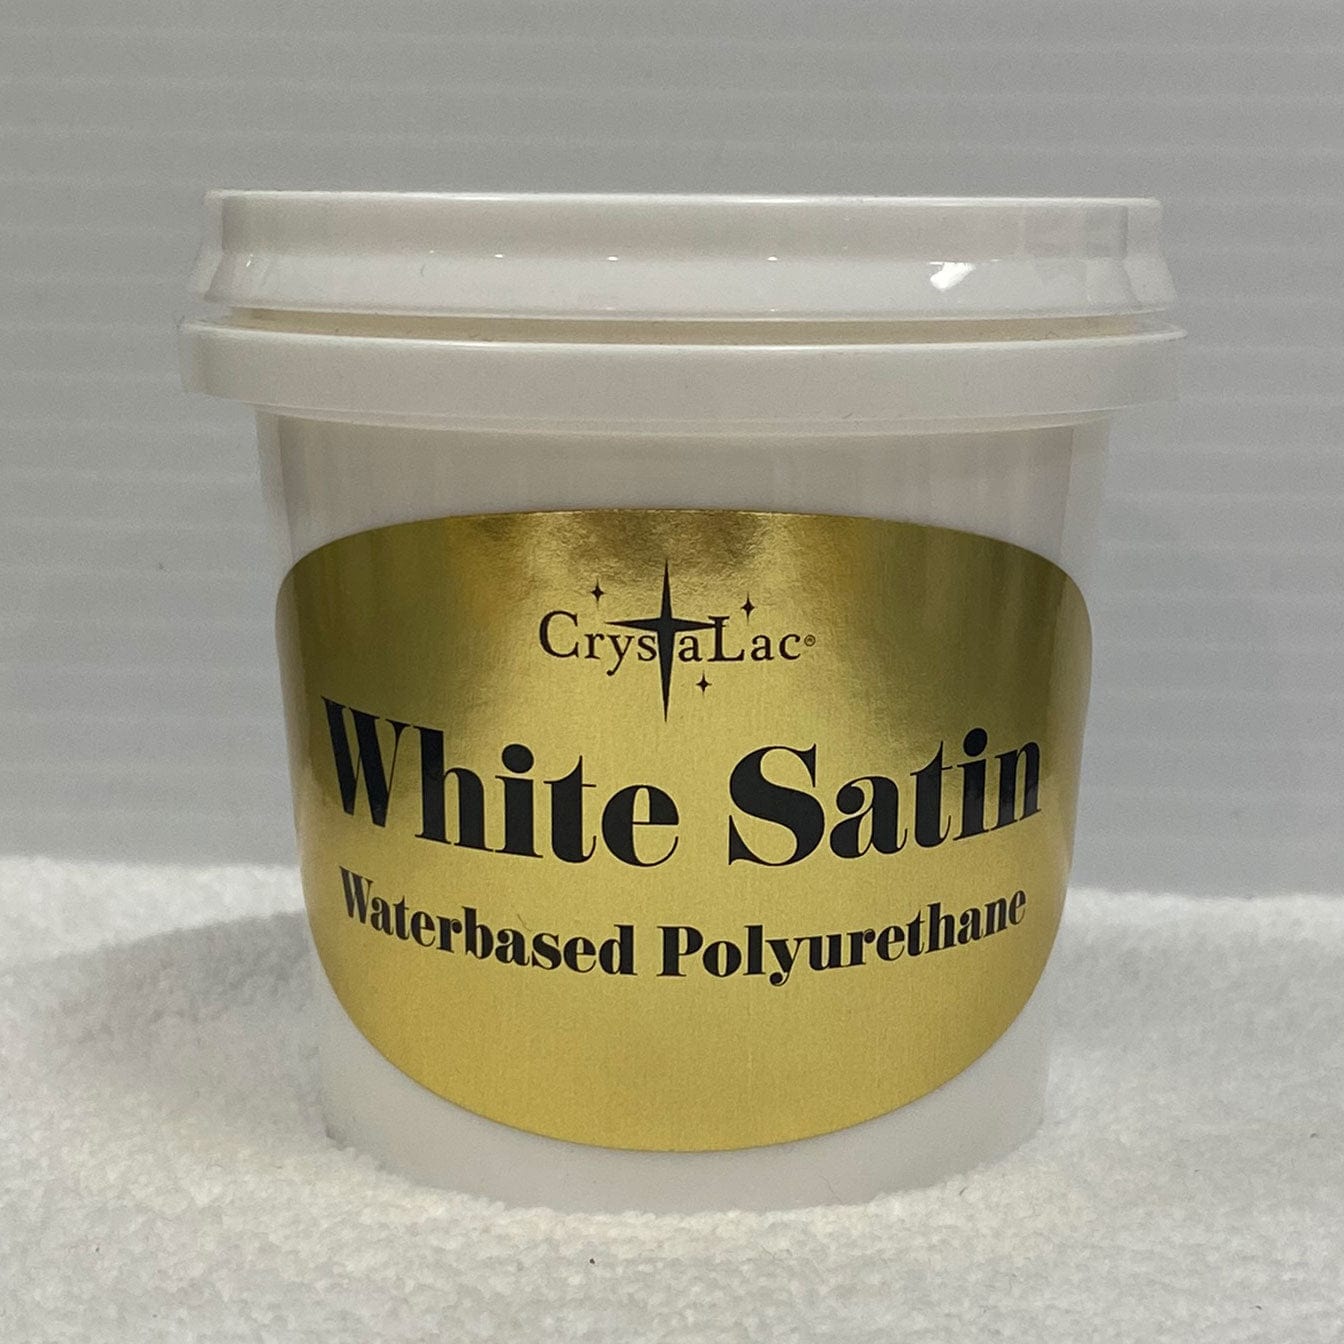 CrystaLac®
White Satin
Waterbased Polyurethane